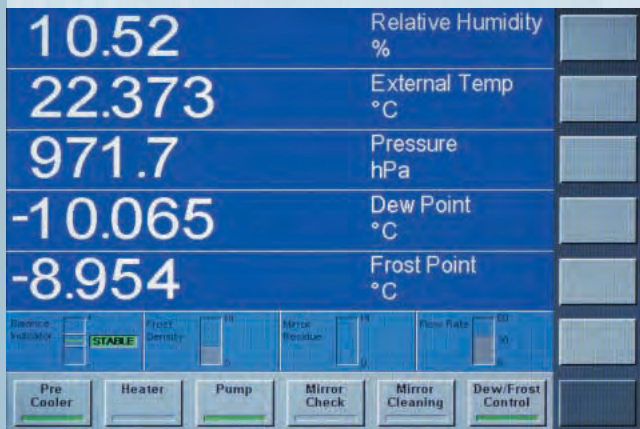 10.52 Relative Humidity
%
22.373 External Temp
°C
971.7 Pressure
hPa
-10.065 Dew Point
°C
-8.954 Frost Point
°C
Balance Frost HI Mirror HI Flow Rate
Indicator STABLE Density Residue
Pre Heater Pump Mirror Mirror Dew/Frost
Cooler Check Cleaning Control